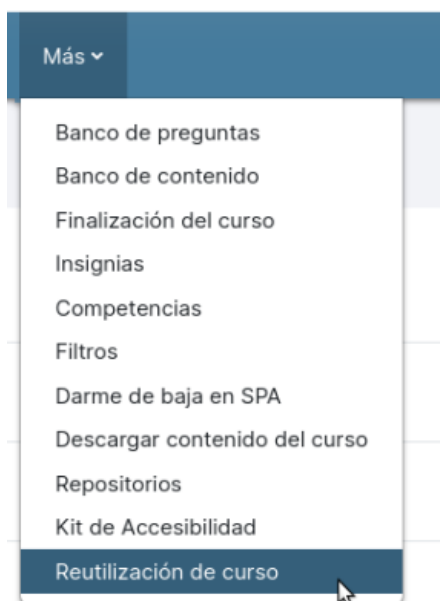 Más
Banco de preguntas
Banco de contenido
Finalización del curso
Insignias
Competencias
Filtros
Darme de baja en SPA
Descargar contenido del curso
Repositorios
Kit de Accesibilidad
Reutilización de curso